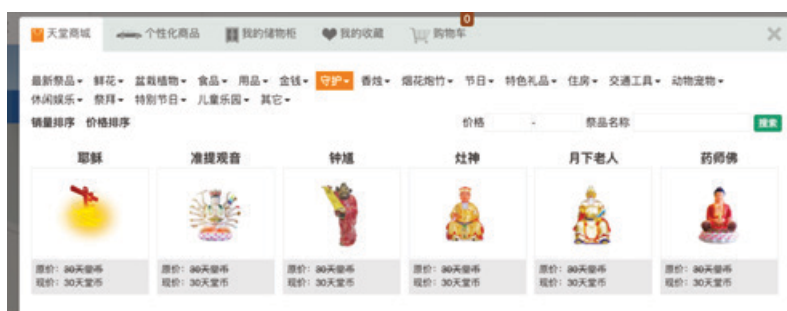 天堂商城 个性化商品 我的储物柜 我的收藏 购物车 0
最新祭品 鲜花 盆栽植物 食品 用品 金钱 守护 香烛 烟花炮竹 节日 特色礼品 住房 交通工具 动物宠物
休闲娱乐 祭拜 特别节日 儿童乐园 其它
销量排序 价格排序 价格 - 祭品名称 搜索
耶稣 准提观音 钟馗 灶神 月下老人 药师佛
原价：80天堂币 原价：80天堂币 原价：80天堂币 原价：80天堂币 原价：80天堂币 原价：80天堂币
现价：30天堂币 现价：30天堂币 现价：30天堂币 现价：30天堂币 现价：30天堂币 现价：30天堂币